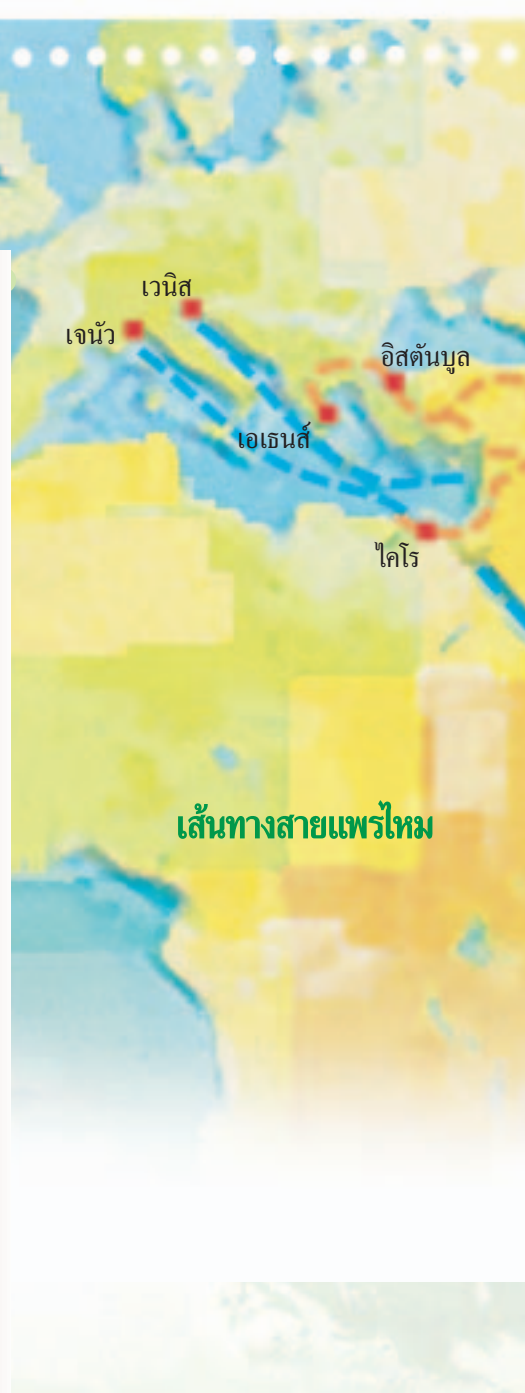 เวนิส
เจนัว
อิสตันบูล
เอเธนส์
ไคโร
เส้นทางสายแพรไหม